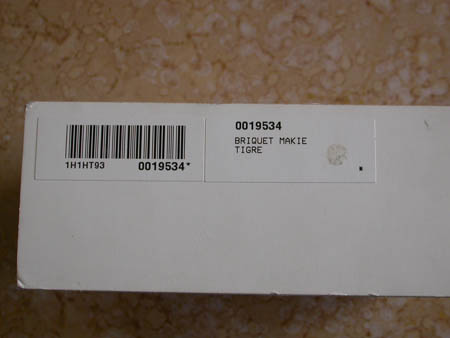 1H1HT93 0019534*
0019534
BRIQUET MAKIE
TIGRE